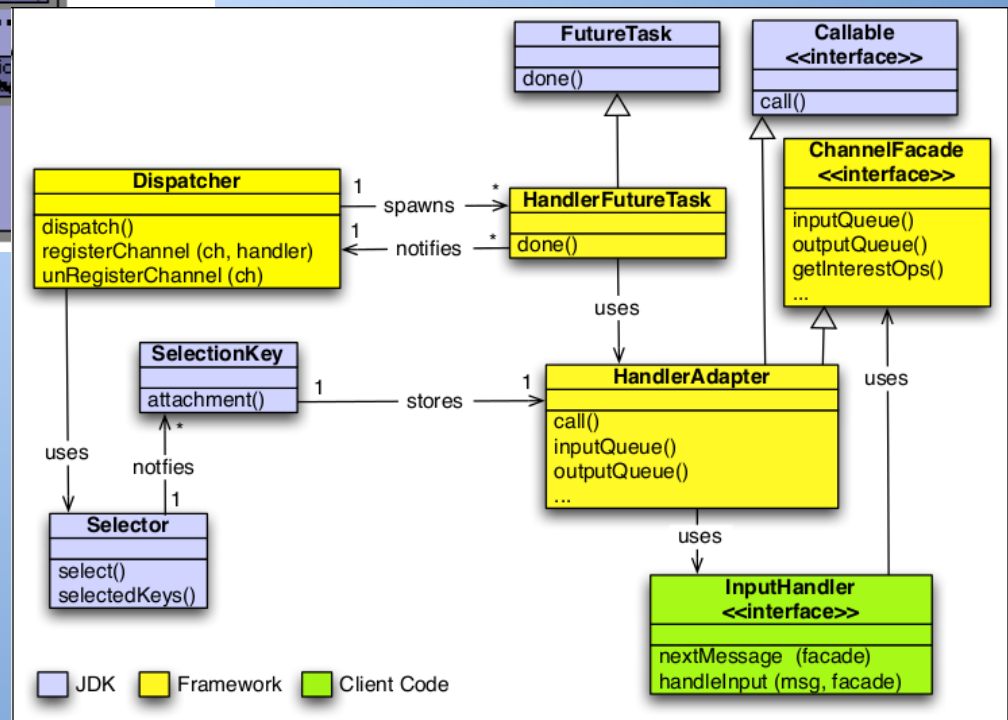 FutureTask
done()
Callable
<<interface>>
call()
ChannelFacade
<<interface>>
inputQueue()
outputQueue()
getInterestOps()
...
Dispatcher
dispatch()
registerChannel (ch, handler)
unRegisterChannel (ch)
1
spawns
*
1
notifies
*
HandlerFutureTask
done()
uses
SelectionKey
attachment()
1
stores
1
HandlerAdapter
call()
inputQueue()
outputQueue()
...
uses
uses
*
notfies
1
Selector
select()
selectedKeys()
uses
InputHandler
<<interface>>
nextMessage (facade)
handleInput (msg, facade)
JDK
Framework
Client Code